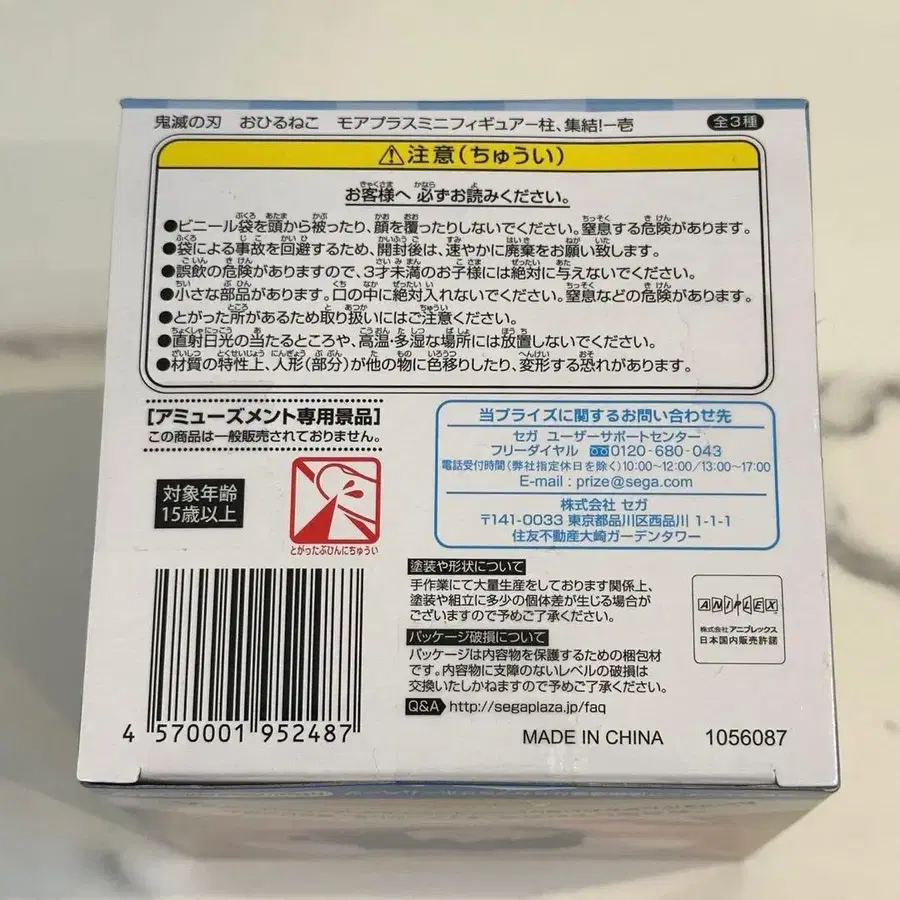 鬼滅の刃 おひるねこ モアプラスミニフィギュアー柱、集結!ー壱 全3種
⚠注意(ちゅうい)
お客様へ 必ずお読みください。
●ビニール袋を頭から被ったり、顔を覆ったりしないでください。窒息する危険があります。
●袋による事故を回避するため、開封後は、速やかに廃棄をお願い致します。
●誤飲の危険がありますので、3才未満のお子様には絶対に与えないでください。
●小さな部品があります。口の中に絶対入れないでください。窒息などの危険があります。
●とがった所があるため取り扱いにはご注意ください。
●直射日光の当たるところや、高温・多湿な場所には放置しないでください。
●材質の特性上、人形(部分)が他の物に色移りしたり、変形する恐れがあります。
[アミューズメント専用景品]
この商品は一般販売されておりません。
対象年齢
15歳以上
とがったぶひんにちゅうい
当プライズに関するお問い合わせ先
セガ ユーザーサポートセンター
フリーダイヤル 0120-680-043
電話受付時間(弊社指定休日を除く)10:00〜12:00/13:00〜17:00
E-mail : prize@sega.com
株式会社 セガ
〒141-0033 東京都品川区西品川 1-1-1
住友不動産大崎ガーデンタワー
塗装や形状について
手作業にて大量生産をしております関係上、
塗装や組立に多少の個体差が生じる場合が
ございますので予めご了承ください。
パッケージ破損について
パッケージは内容物を保護するための梱包材
です。内容物に支障のないレベルの破損は
交換いたしかねますので予めご了承ください。
Q&A http://segaplaza.jp/faq
ANIPLEX
株式会社アニプレックス
日本国内販売許諾
4 570001 952487
MADE IN CHINA 1056087